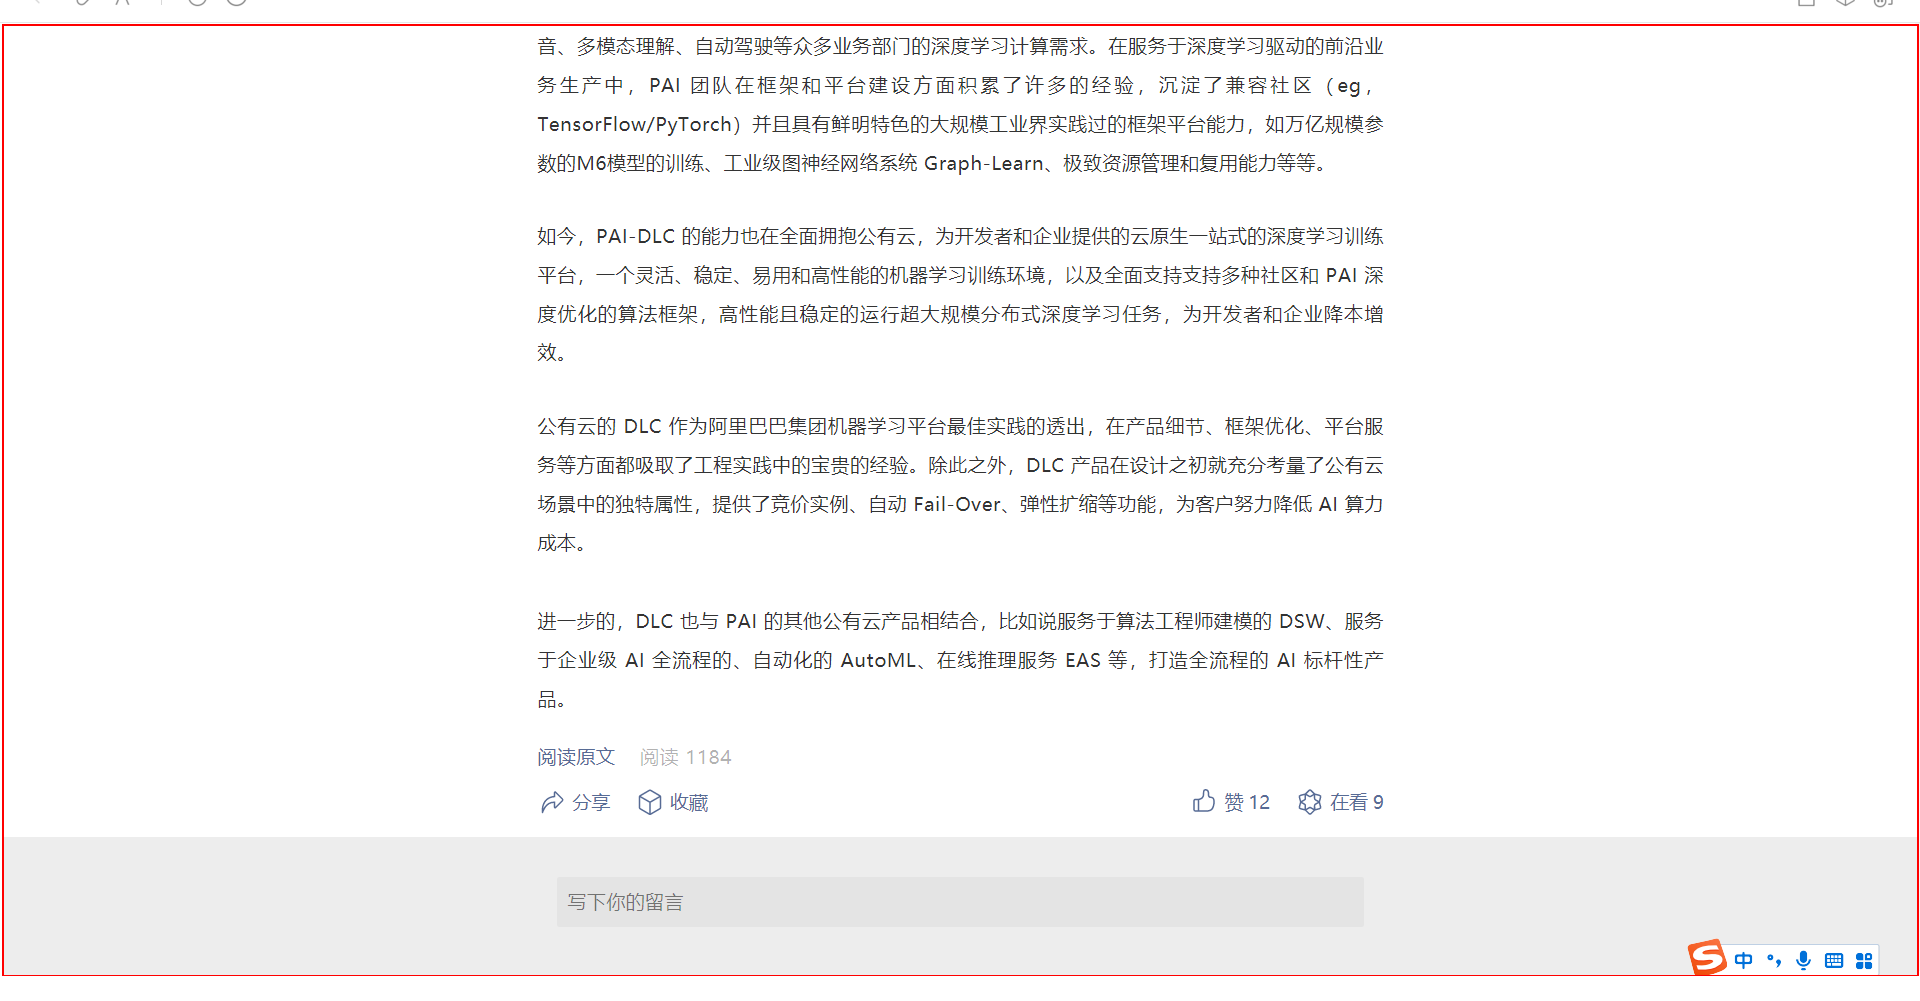 音、多模态理解、自动驾驶等众多业务部门的深度学习计算需求。在服务于深度学习驱动的前沿业
务生产中，PAI 团队在框架和平台建设方面积累了许多的经验，沉淀了兼容社区（eg，
TensorFlow/PyTorch）并且具有鲜明特色的大规模工业界实践过的框架平台能力，如万亿规模参
数的M6模型的训练、工业级图神经网络系统 Graph-Learn、极致资源管理和复用能力等等。
如今，PAI-DLC 的能力也在全面拥抱公有云，为开发者和企业提供的云原生一站式的深度学习训练
平台，一个灵活、稳定、易用和高性能的机器学习训练环境，以及全面支持支持多种社区和 PAI 深
度优化的算法框架，高性能且稳定的运行超大规模分布式深度学习任务，为开发者和企业降本增
效。
公有云的 DLC 作为阿里巴巴集团机器学习平台最佳实践的透出，在产品细节、框架优化、平台服
务等方面都吸取了工程实践中的宝贵的经验。除此之外，DLC 产品在设计之初就充分考量了公有云
场景中的独特属性，提供了竞价实例、自动 Fail-Over、弹性扩缩等功能，为客户努力降低 AI 算力
成本。
进一步的，DLC 也与 PAI 的其他公有云产品相结合，比如说服务于算法工程师建模的 DSW、服务
于企业级 AI 全流程的、自动化的 AutoML、在线推理服务 EAS 等，打造全流程的 AI 标杆性产
品。
阅读原文 阅读 1184
分享 收藏 赞 12 在看 9
写下你的留言
S 中